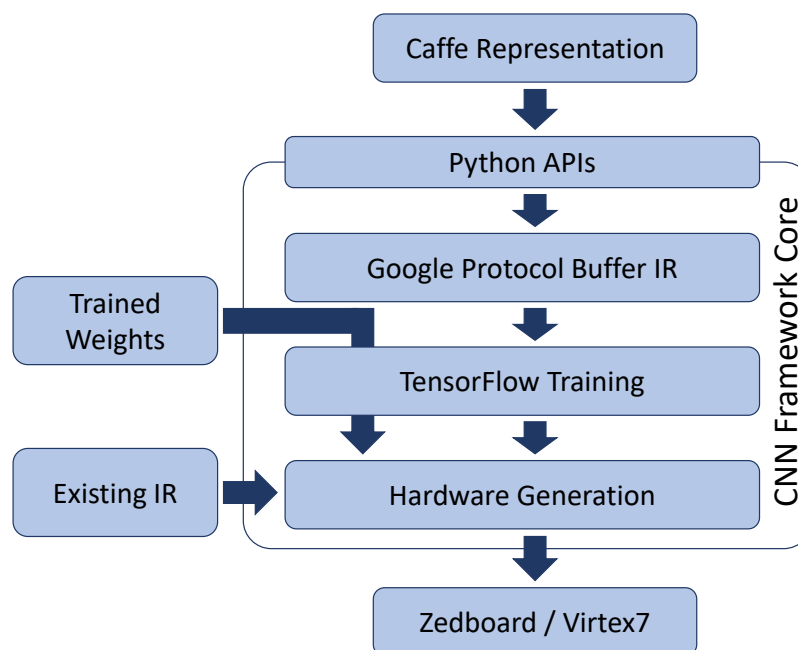 Caffe Representation
Python APIs
Google Protocol Buffer IR
Trained
Weights
TensorFlow Training
Existing IR
Hardware Generation
CNN Framework Core
Zedboard / Virtex7